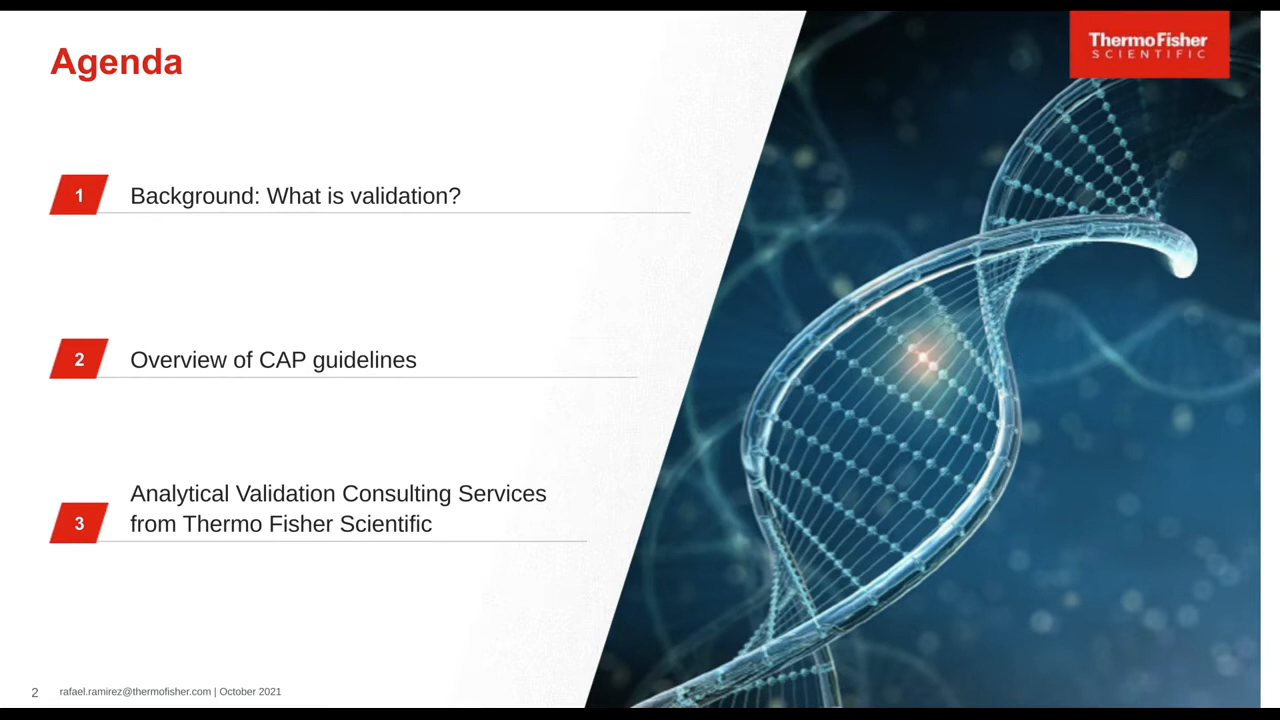 Agenda
ThermoFisher
SCIENTIFIC
1
Background: What is validation?
2
Overview of CAP guidelines
3
Analytical Validation Consulting Services
from Thermo Fisher Scientific
2
rafael.ramirez@thermofisher.com | October 2021